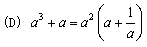 (D) a³ + a = a²(a + 1/a)